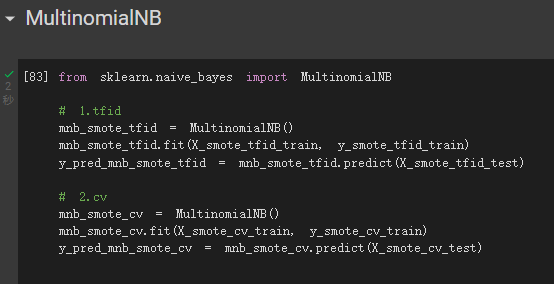 MultinomialNB
[83] from sklearn.naive_bayes import MultinomialNB
2
秒
# 1.tfid
mnb_smote_tfid = MultinomialNB()
mnb_smote_tfid.fit(X_smote_tfid_train, y_smote_tfid_train)
y_pred_mnb_smote_tfid = mnb_smote_tfid.predict(X_smote_tfid_test)
# 2.cv
mnb_smote_cv = MultinomialNB()
mnb_smote_cv.fit(X_smote_cv_train, y_smote_cv_train)
y_pred_mnb_smote_cv = mnb_smote_cv.predict(X_smote_cv_test)